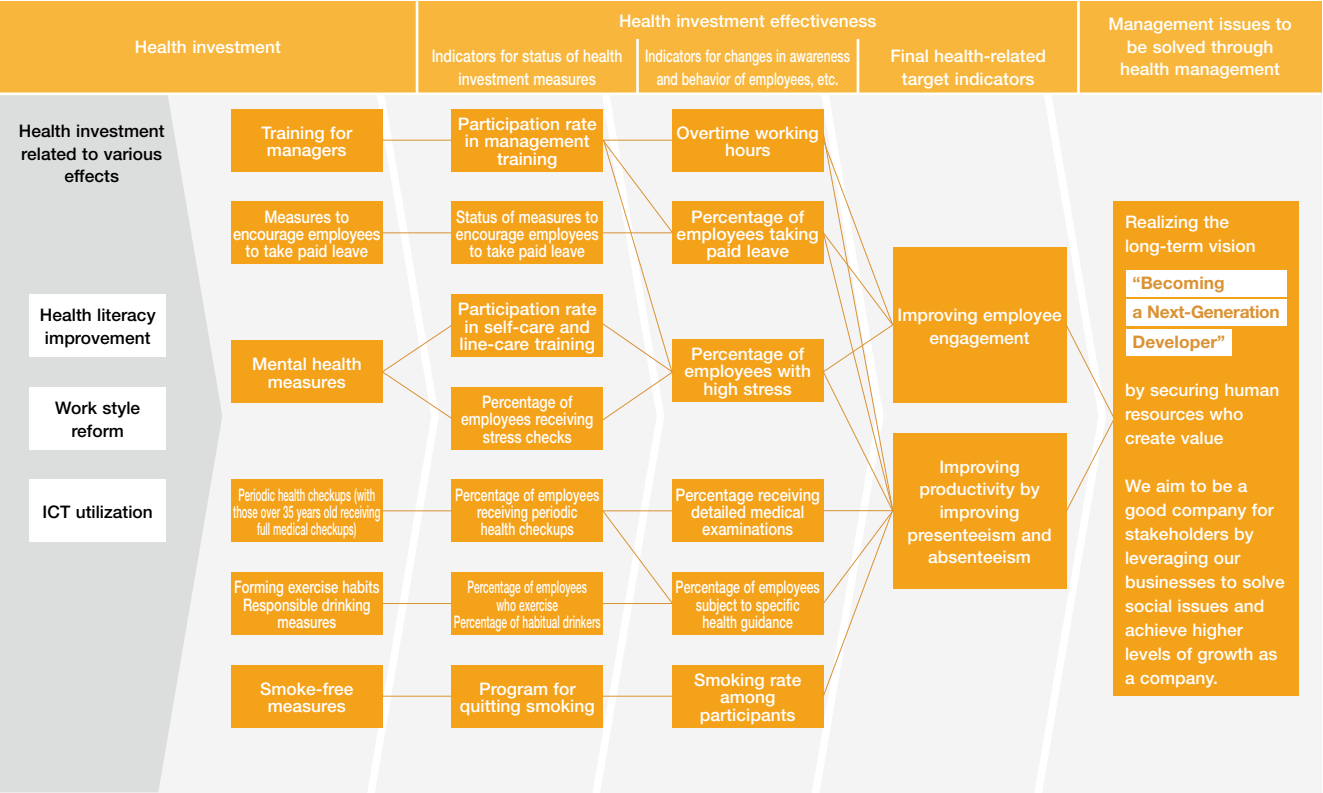 Health investment
Health investment effectiveness
Indicators for status of health
investment measures
Indicators for changes in awareness
and behavior of employees, etc.
Final health-related
target indicators
Management issues to
be solved through
health management
Health investment
related to various
effects
Health literacy
improvement
Work style
reform
ICT utilization
Training for
managers
Measures to
encourage employees
to take paid leave
Mental health
measures
Periodic health checkups (with
those over 35 years old receiving
full medical checkups)
Forming exercise habits
Responsible drinking
measures
Smoke-free
measures
Participation rate
in management
training
Status of measures to
encourage employees
to take paid leave
Participation rate
in self-care and
line-care training
Percentage of
employees receiving
stress checks
Percentage of employees
receiving periodic
health checkups
Percentage of employees
who exercise
Percentage of habitual drinkers
Program for
quitting smoking
Overtime working
hours
Percentage of
employees taking
paid leave
Percentage of
employees with
high stress
Percentage receiving
detailed medical
examinations
Percentage of employees
subject to specific
health guidance
Smoking rate
among
participants
Improving employee
engagement
Improving
productivity by
improving
presenteeism and
absenteeism
Realizing the
long-term vision
“Becoming
a Next-Generation
Developer”
by securing human
resources who
create value
We aim to be a
good company for
stakeholders by
leveraging our
businesses to solve
social issues and
achieve higher
levels of growth as
a company.